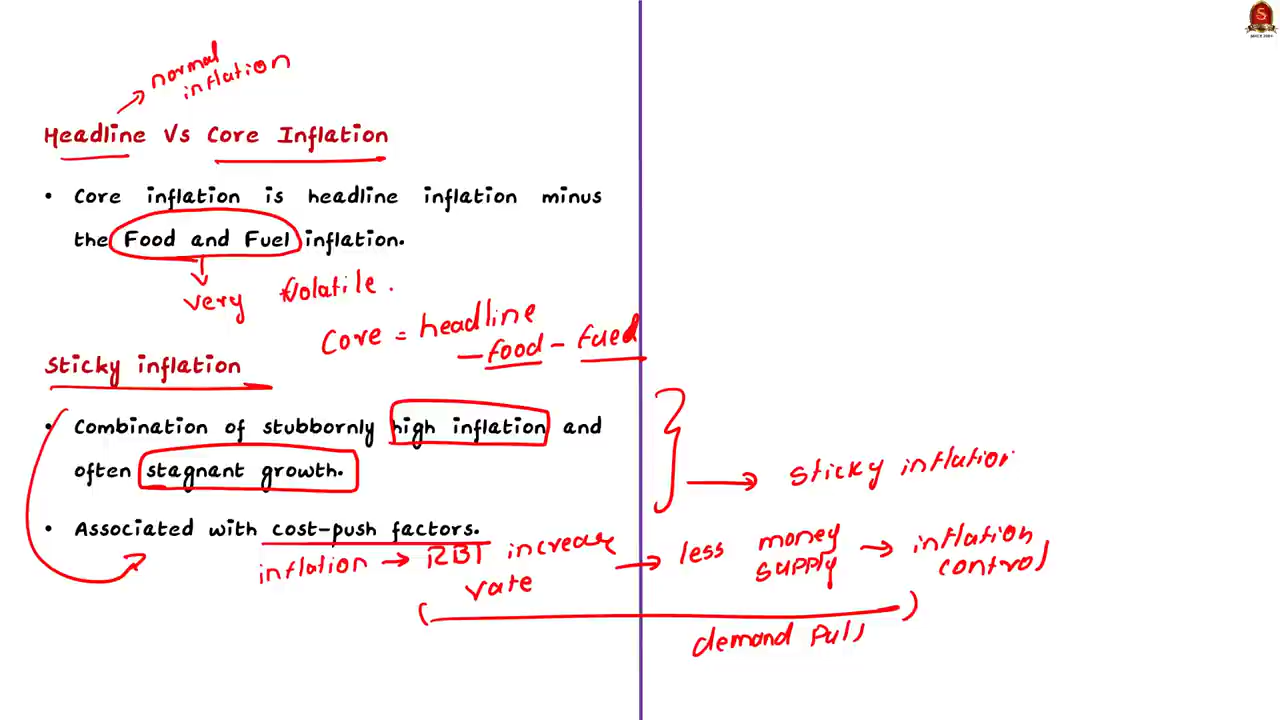 normal
inflation
Headline Vs Core Inflation
• Core inflation is headline inflation minus
the Food and Fuel inflation.
very volatile.
Core = headline
- food - fuel
Sticky inflation
• Combination of stubbornly high inflation and
often stagnant growth.
sticky inflation
• Associated with cost-push factors.
inflation → RBI increase
rate
→ less money
supply → inflation
control
demand Pull
S
SINCE 2004